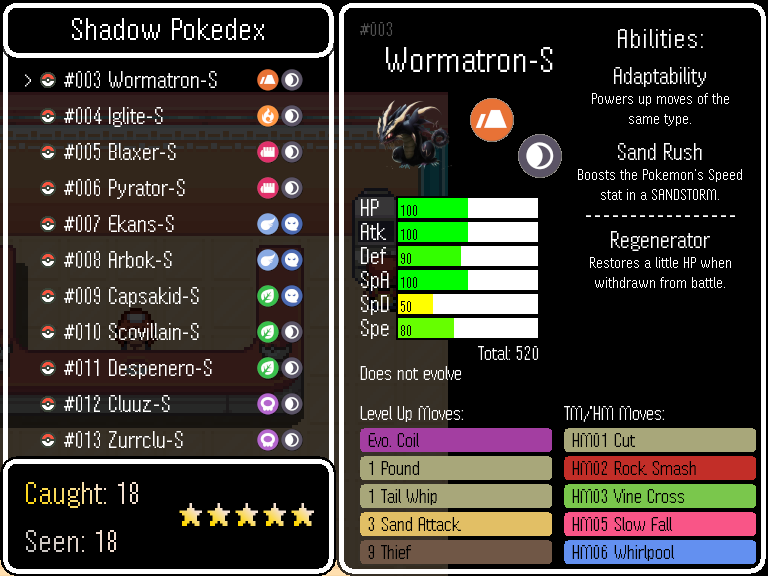 Shadow Pokedex
> #003 Wormatron-S
#004 Iglite-S
#005 Blaxer-S
#006 Pyrator-S
#007 Ekans-S
#008 Arbok-S
#009 Capsakid-S
#010 Scovillain-S
#011 Despenero-S
#012 Cluuz-S
#013 Zurrclu-S
Caught: 18
Seen: 18
#003
Wormatron-S
HP 100
Atk 100
Def 90
SpA 100
SpD 50
Spe 80
Total: 520
Does not evolve
Abilities:
Adaptability
Powers up moves of the
same type.
Sand Rush
Boosts the Pokemon's Speed
stat in a SANDSTORM.
Regenerator
Restores a little HP when
withdrawn from battle.
Level Up Moves:
Evo. Coil
1 Pound
1 Tail Whip
3 Sand Attack
9 Thief
TM/HM Moves:
HM01 Cut
HM02 Rock Smash
HM03 Vine Cross
HM05 Slow Fall
HM06 Whirlpool